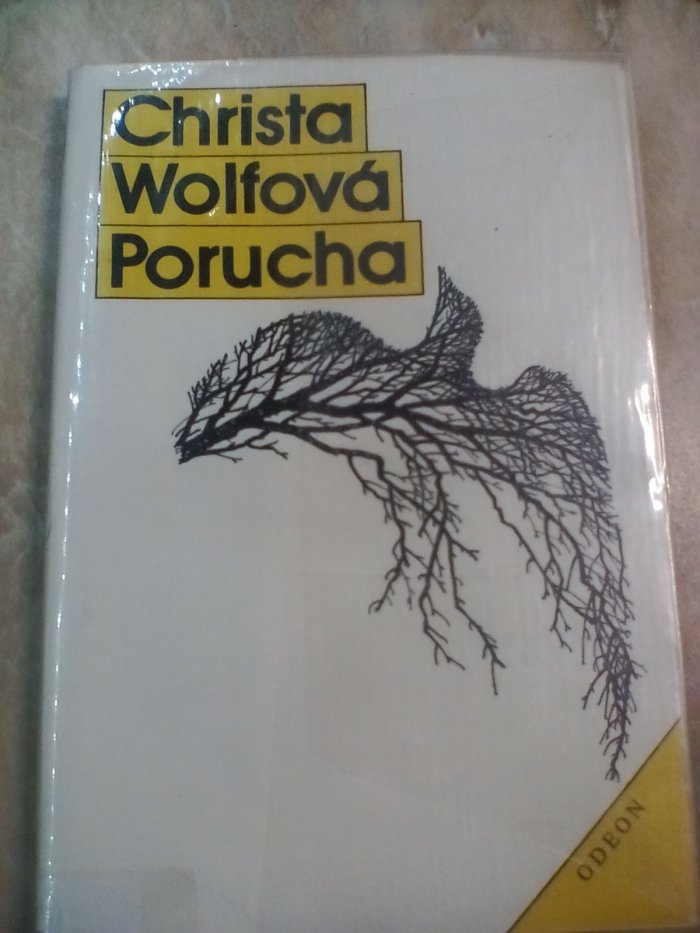 Christa
Wolfová
Porucha
ODEON